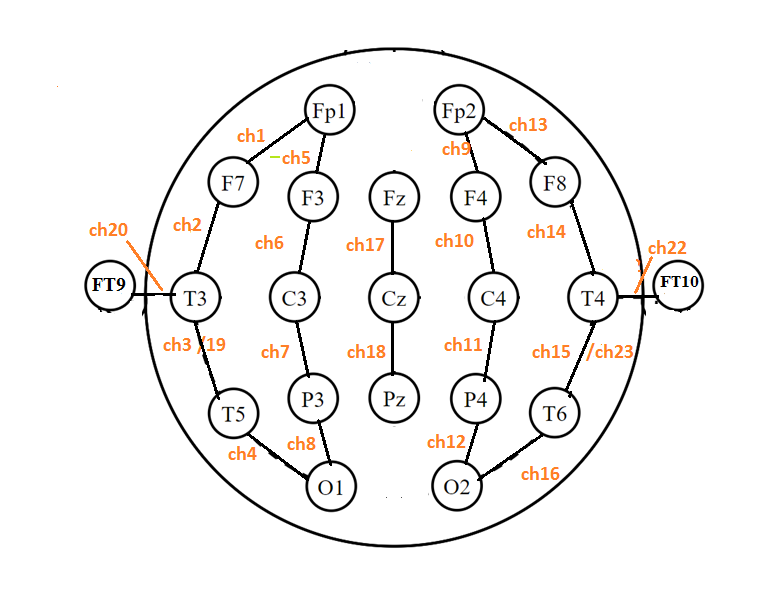 Fp1
Fp2
ch1
ch13
ch5
ch9
F7
F3
Fz
F4
F8
ch20
ch2
ch6
ch17
ch10
ch14
ch22
FT9
T3
C3
Cz
C4
T4
FT10
ch3 /19
ch7
ch18
ch11
ch15 /ch23
T5
P3
Pz
P4
T6
ch4
ch8
ch12
ch16
O1
O2